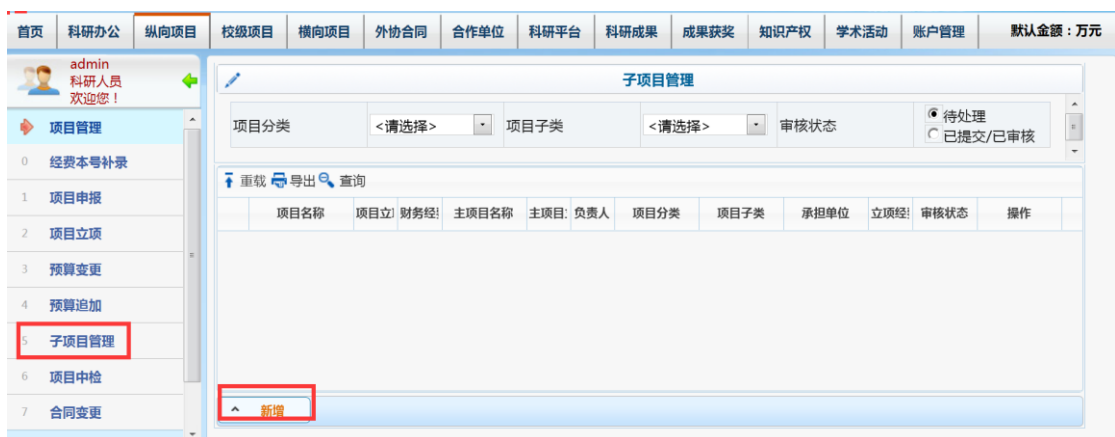 首页 科研办公 纵向项目 校级项目 横向项目 外协合同 合作单位 科研平台 科研成果 成果获奖 知识产权 学术活动 账户管理 默认金额：万元
admin
科研人员
欢迎您！
项目管理
0 经费本号补录
1 项目申报
2 项目立项
3 预算变更
4 预算追加
5 子项目管理
6 项目中检
7 合同变更
子项目管理
项目分类 <请选择> 项目子类 <请选择> 审核状态 待处理
已提交/已审核
重载 导出 查询
项目名称 项目立 财务经 主项目名称 主项目: 负责人 项目分类 项目子类 承担单位 立项经 审核状态 操作
新增